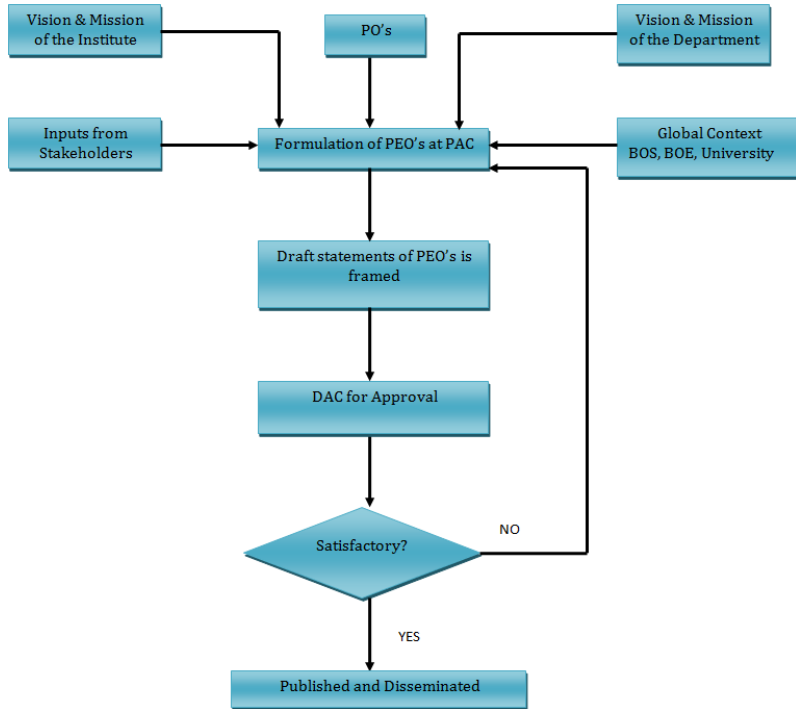 Vision & Mission
of the Institute
PO's
Vision & Mission
of the Department
Inputs from
Stakeholders
Formulation of PEO's at PAC
Global Context
BOS, BOE, University
Draft statements of PEO's is
framed
DAC for Approval
Satisfactory?
NO
YES
Published and Disseminated